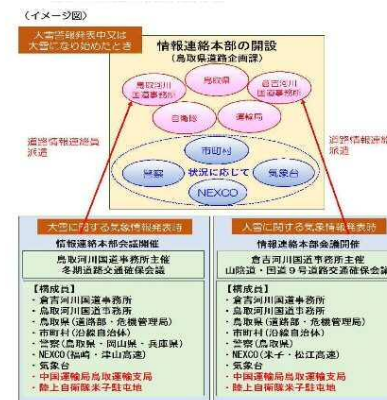 〈イメージ図〉
大雪警報発表中又は
大雪になり始めたとき
情報連絡本部の開設
(鳥取県道路企画課)
鳥取河川
国道事務所
鳥取県
倉吉河川
国道事務所
自衛隊
運輸局
道路情報連絡員
派遣
道路情報連絡
派遣
市町村
警察
状況に応じて
気象台
NEXCO
大雪に関する気象情報発表時
情報連絡本部会議開催
鳥取河川国道事務所主催
冬期道路交通確保会議
【構成員】
・倉吉河川国道事務所
・鳥取河川国道事務所
・鳥取県(道路部・危機管理局)
・市町村(沿線自治体)
・警察(鳥取県・岡山県・兵庫県)
・NEXCO(福崎・津山高速)
・気象台
・中国運輸局鳥取運輸支局
・陸上自衛隊米子駐屯地
大雪に関する気象情報発表時
情報連絡本部会議開催
倉吉河川国道事務所主催
山陰道・国道9号道路交通確保会議
【構成員】
・倉吉河川国道事務所
・鳥取河川国道事務所
・鳥取県(道路部・危機管理局)
・市町村(沿線自治体)
・警察(鳥取県)
・NEXCO(米子・松江高速)
・気象台
・中国運輸局鳥取運輸支局
・陸上自衛隊米子駐屯地